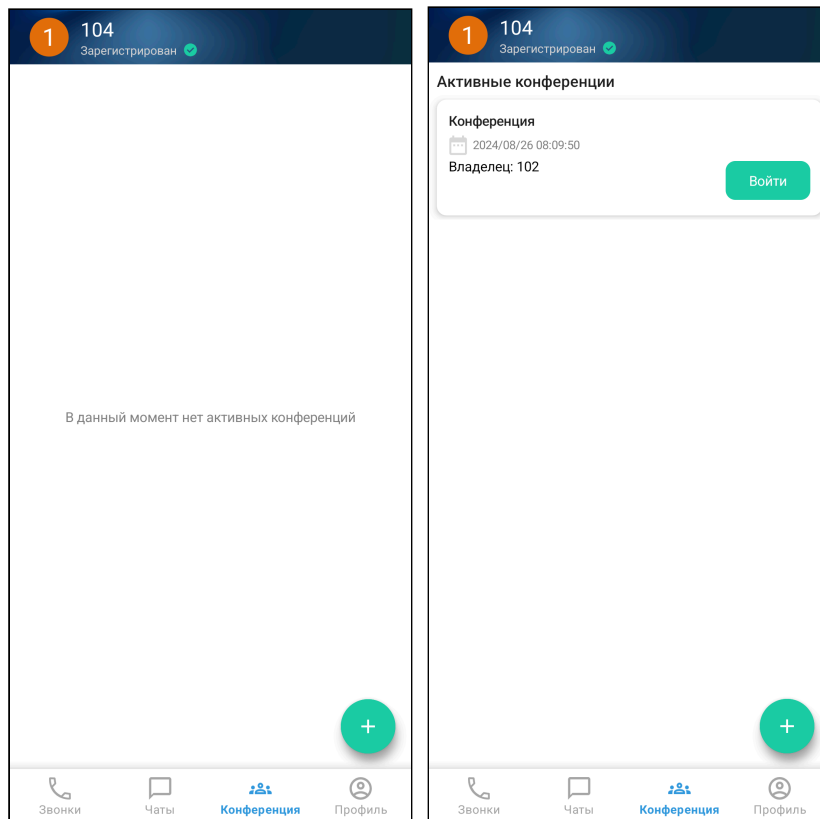 1
104
Зарегистрирован
В данный момент нет активных конференций
+
Звонки
Чаты
Конференция
Профиль
1
104
Зарегистрирован
Активные конференции
Конференция
2024/08/26 08:09:50
Владелец: 102
Войти
+
Звонки
Чаты
Конференция
Профиль